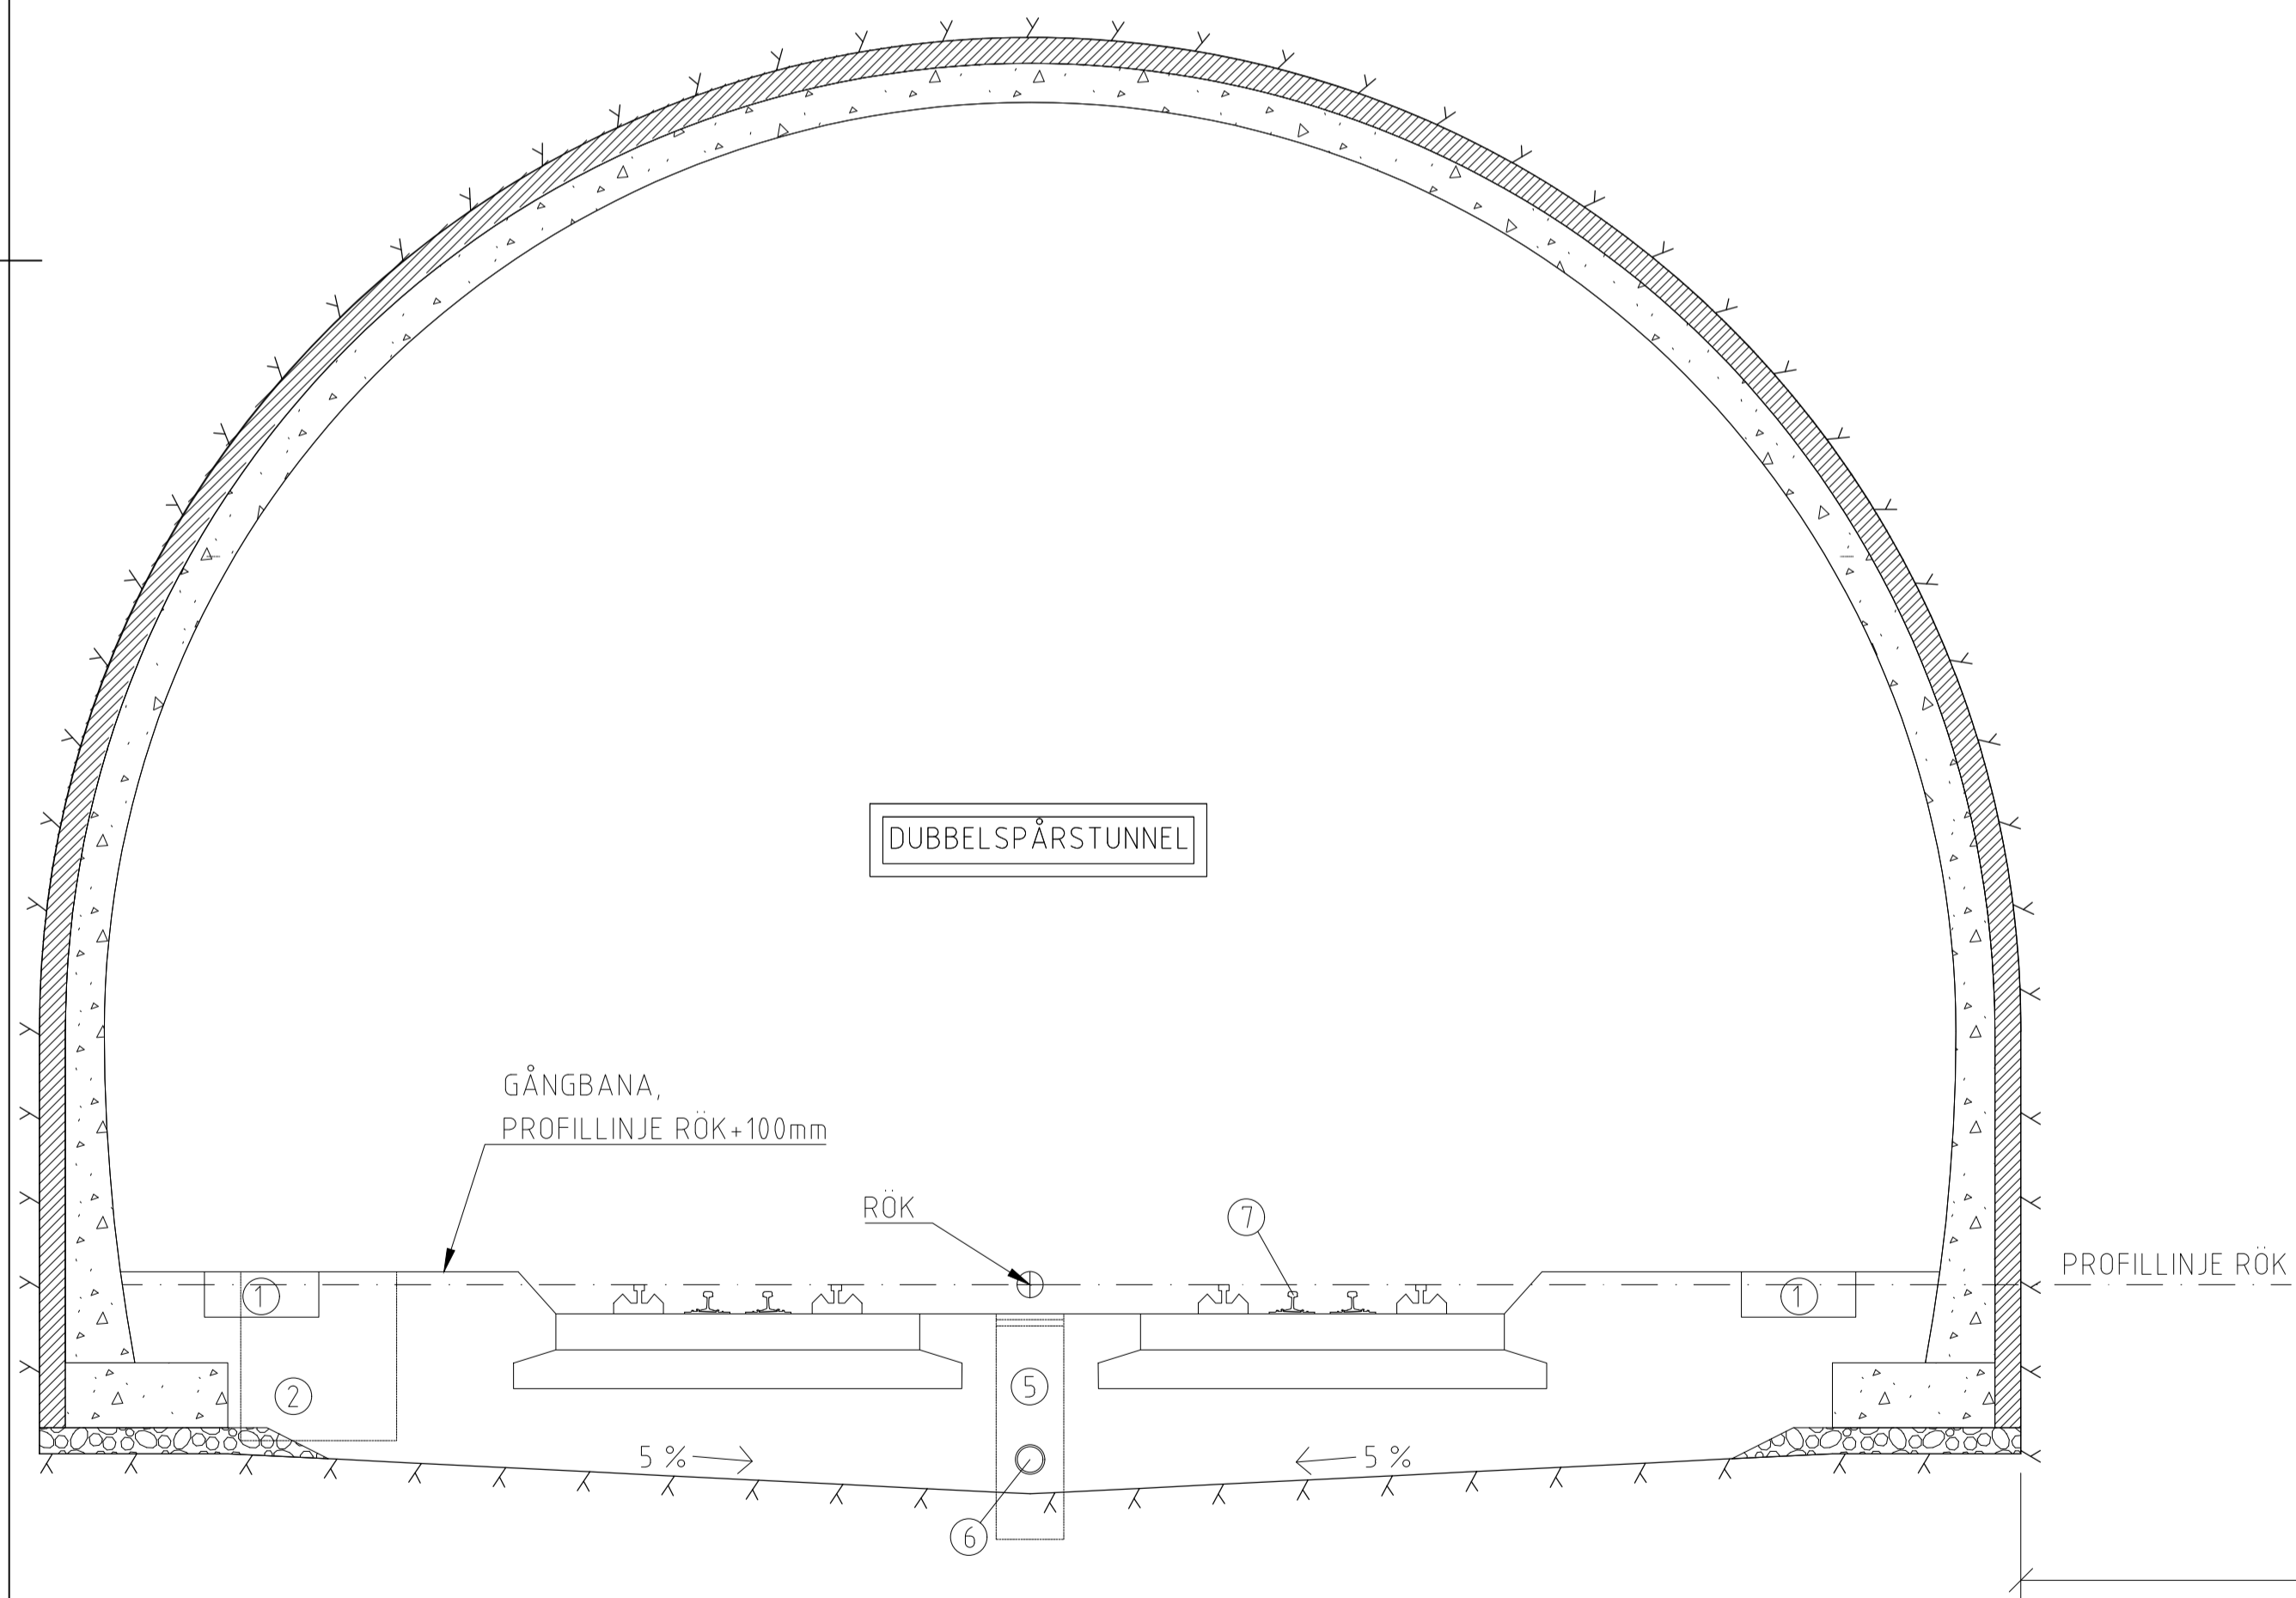 DUBBELSPÅRSTUNNEL
GÅNGBANA,
PROFILLINJE RÖK+100mm
RÖK
7
PROFILLINJE RÖK
1
1
2
5
5 %
5 %
6